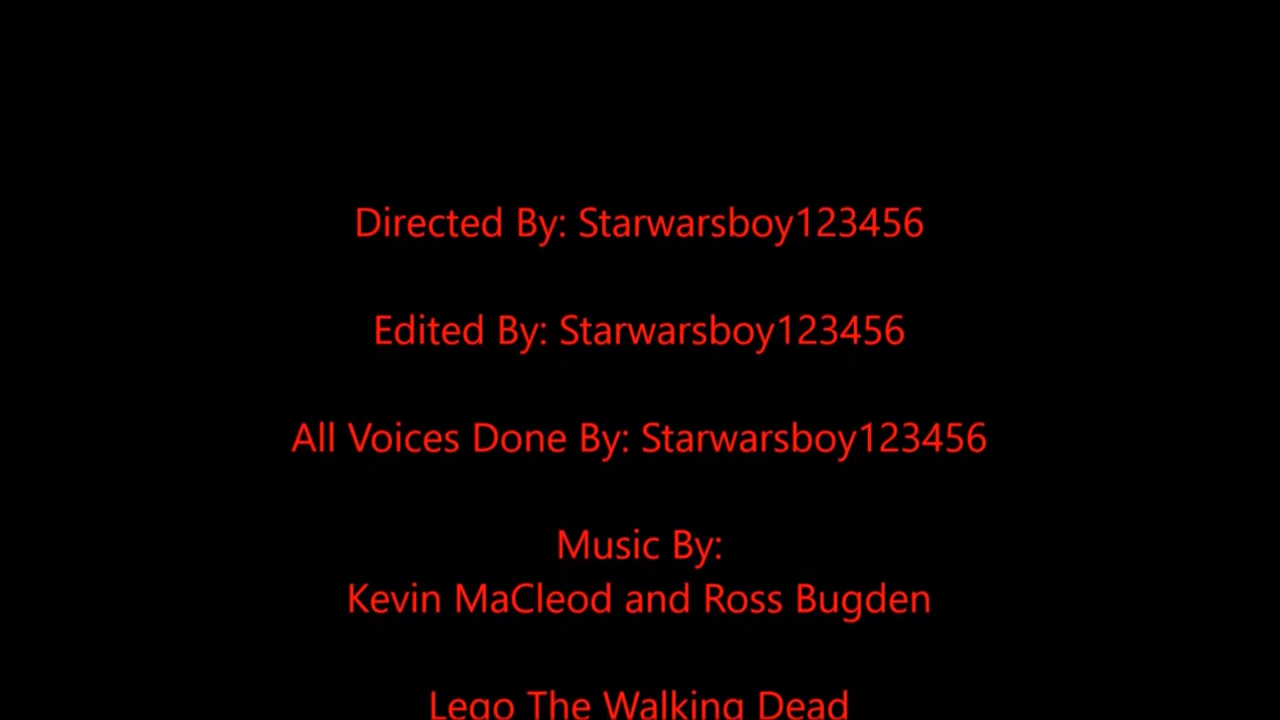 Directed By: Starwarsboy123456
Edited By: Starwarsboy123456
All Voices Done By: Starwarsboy123456
Music By:
Kevin MaCleod and Ross Bugden
Lego The Walking Dead